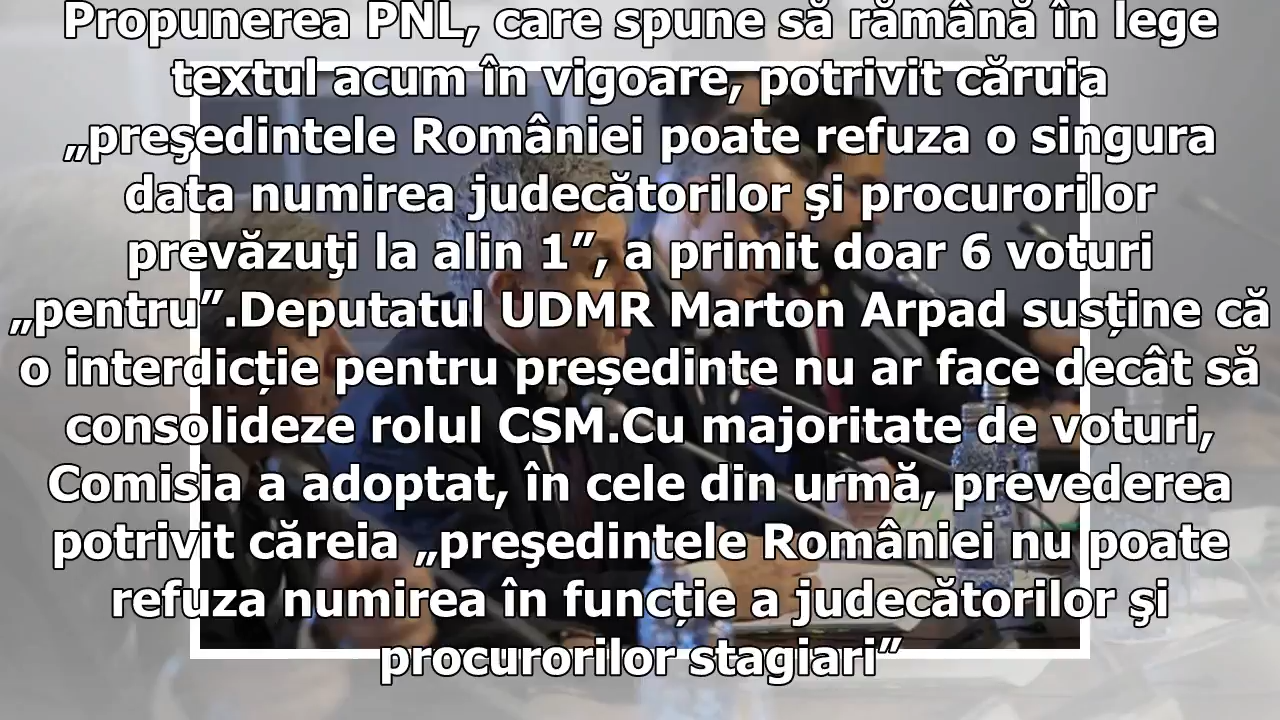 Propunerea PNL, care spune să rămână în lege
textul acum în vigoare, potrivit căruia
„preşedintele României poate refuza o singura
data numirea judecătorilor şi procurorilor
prevăzuţi la alin 1”, a primit doar 6 voturi
„pentru”.Deputatul UDMR Marton Arpad susține că
o interdicție pentru președinte nu ar face decât să
consolideze rolul CSM.Cu majoritate de voturi,
Comisia a adoptat, în cele din urmă, prevederea
potrivit căreia „preşedintele României nu poate
refuza numirea în funcție a judecătorilor şi
procurorilor stagiari”